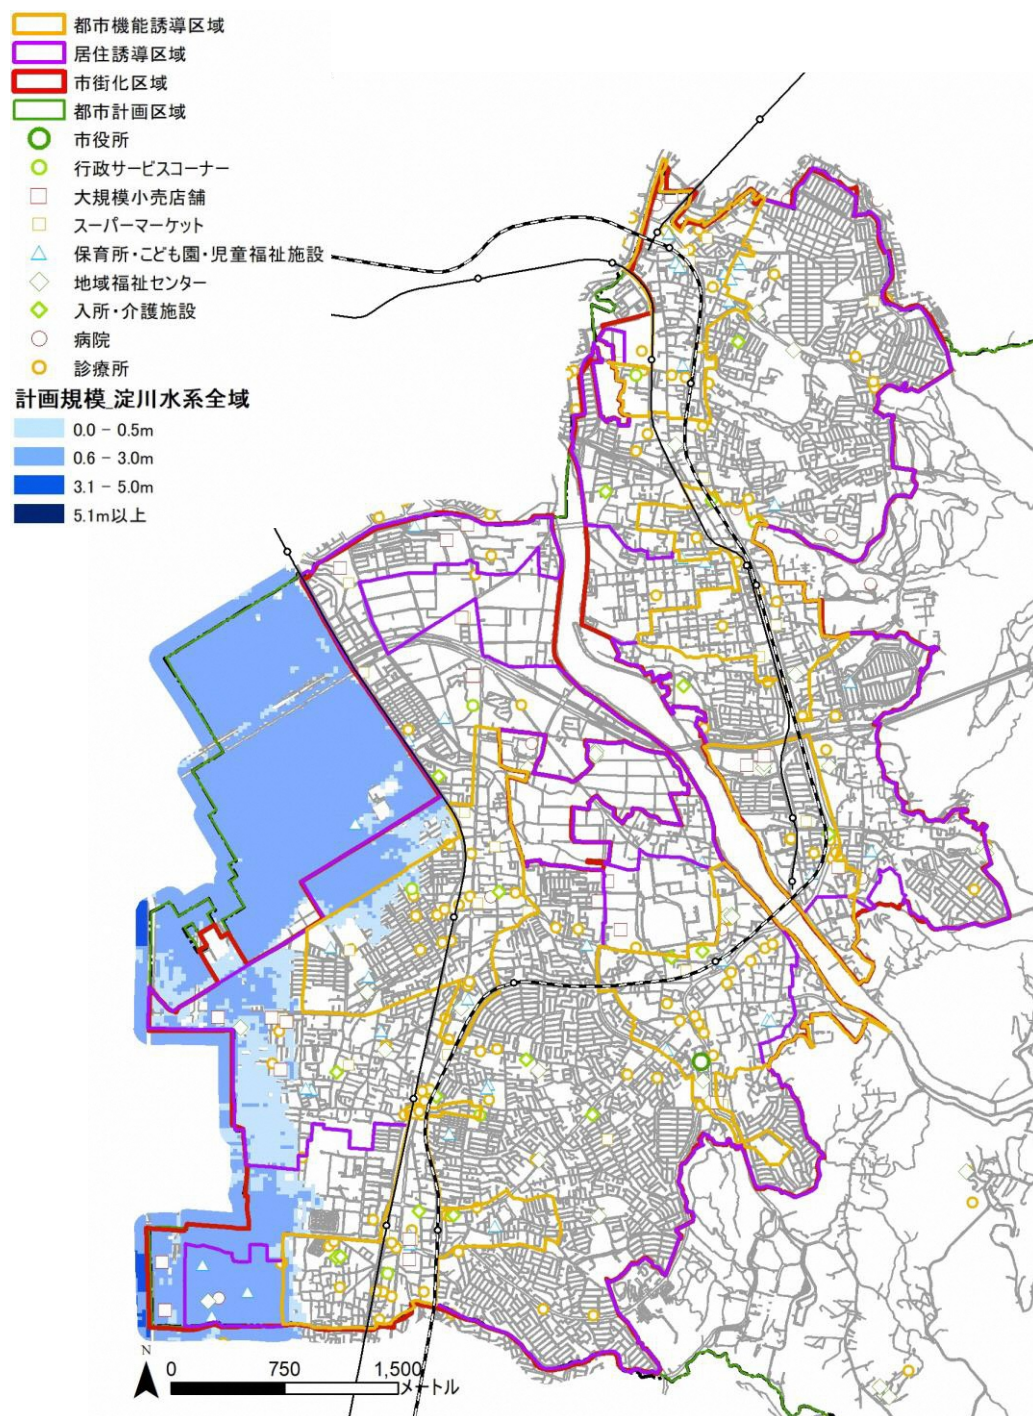 都市機能誘導区域
居住誘導区域
市街化区域
都市計画区域
市役所
行政サービスコーナー
大規模小売店舗
スーパーマーケット
保育所・こども園・児童福祉施設
地域福祉センター
入所・介護施設
病院
診療所
計画規模_淀川水系全域
0.0 - 0.5m
0.6 - 3.0m
3.1 - 5.0m
5.1m以上
N
0 750 1,500
メートル